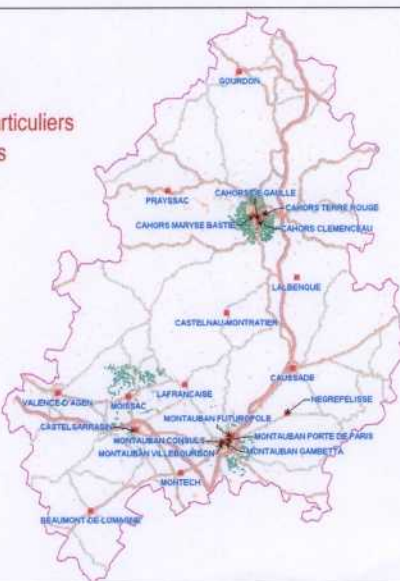 rticuliers
s
GOURDON
PRAYSSAC
CAHORS DE GAULLE
CAHORS TERRE ROUGE
CAHORS MARYSE BASTIE
CAHORS CLEMENCEAU
LALBENQUE
CASTELNAU-MONTRATIER
CAUSSADE
LAFRANCAISE
VALENCE-D'AGEN
MOISSAC
NEGREPELISSE
MONTAUBAN FUTUROPOLE
CASTELSARRASIN
MONTAUBAN CONSULS
MONTAUBAN PORTE DE PARIS
MONTAUBAN VILLEBOURBON
MONTAUBAN GAMBETTA
MONTECH
BEAUMONT-DE-LOMAGNE